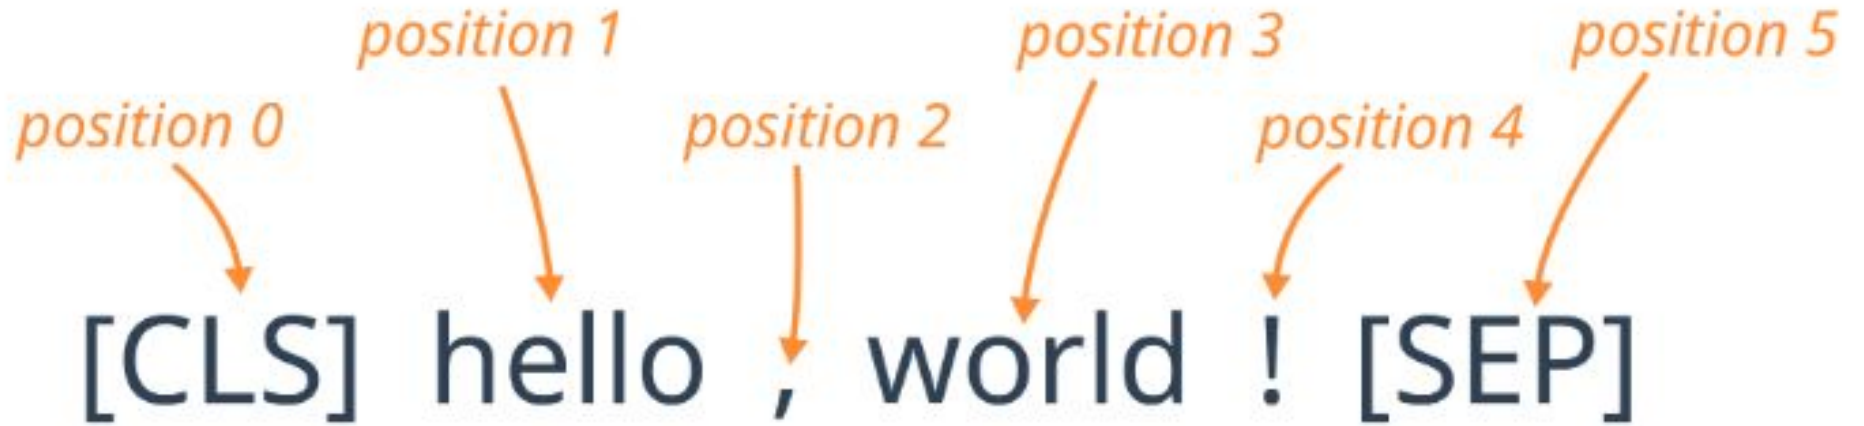 position 1 position 3 position 5
position 0 position 2 position 4
[CLS] hello , world ! [SEP]